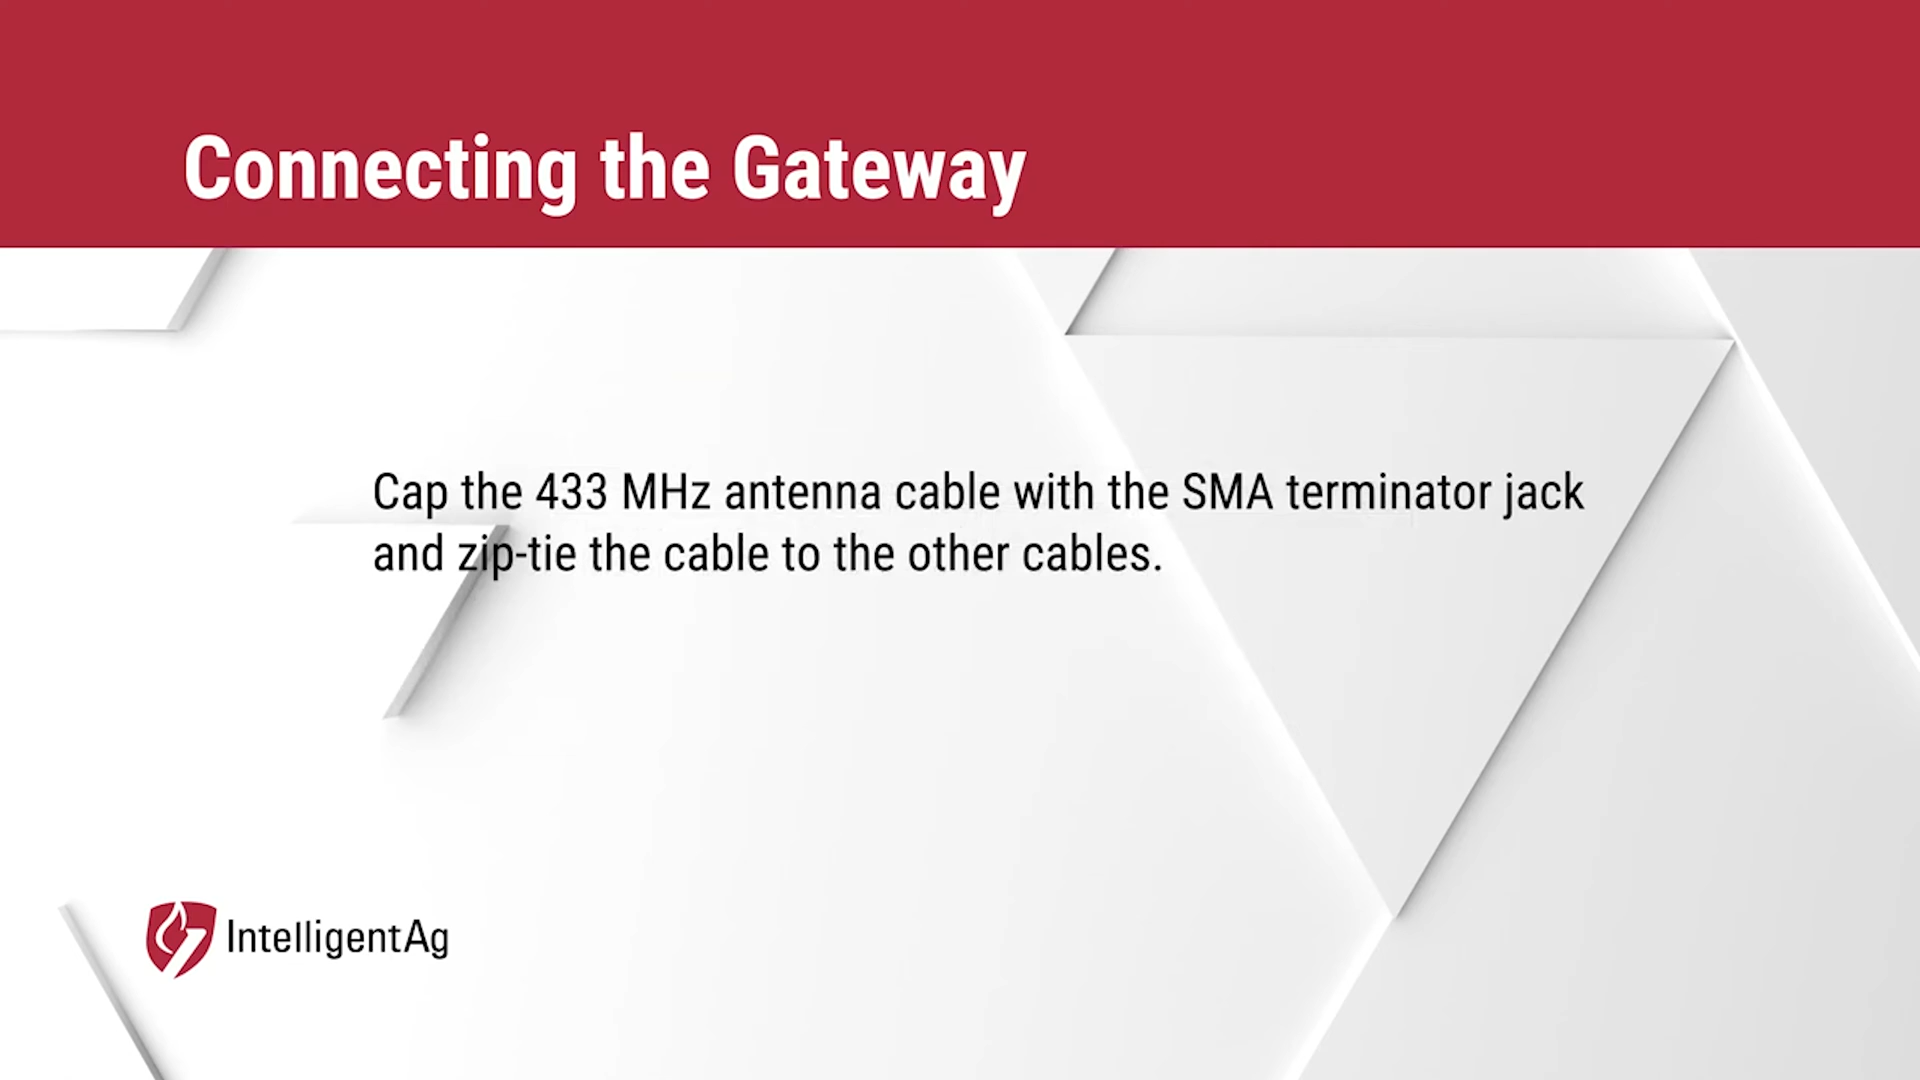 Connecting the Gateway
Cap the 433 MHz antenna cable with the SMA terminator jack
and zip-tie the cable to the other cables.
IntelligentAg